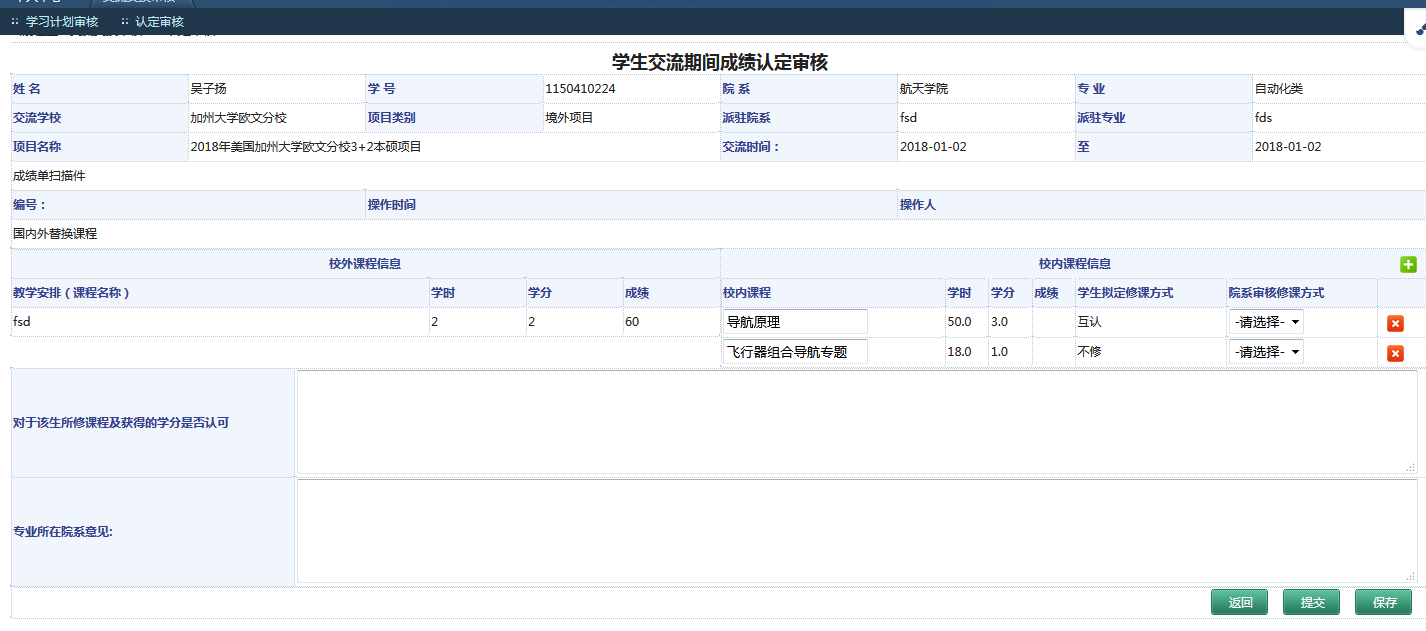 学习计划审核 认定审核
学生交流期间成绩认定审核
姓 名 吴子扬 学 号 1150410224 院 系 航天学院 专 业 自动化类
交流学校 加州大学欧文分校 项目类别 境外项目 派驻院系 fsd 派驻专业 fds
项目名称 2018年美国加州大学欧文分校3+2本硕项目 交流时间： 2018-01-02 至 2018-01-02
成绩单扫描件
编号： 操作时间 操作人
国内外替换课程
校外课程信息 校内课程信息
教学安排（课程名称） 学时 学分 成绩 校内课程 学时 学分 成绩 学生拟定修课方式 院系审核修课方式
fsd 2 2 60 导航原理 50.0 3.0 互认 -请选择-
飞行器组合导航专题 18.0 1.0 不修 -请选择-
对于该生所修课程及获得的学分是否认可
专业所在院系意见:
返回 提交 保存